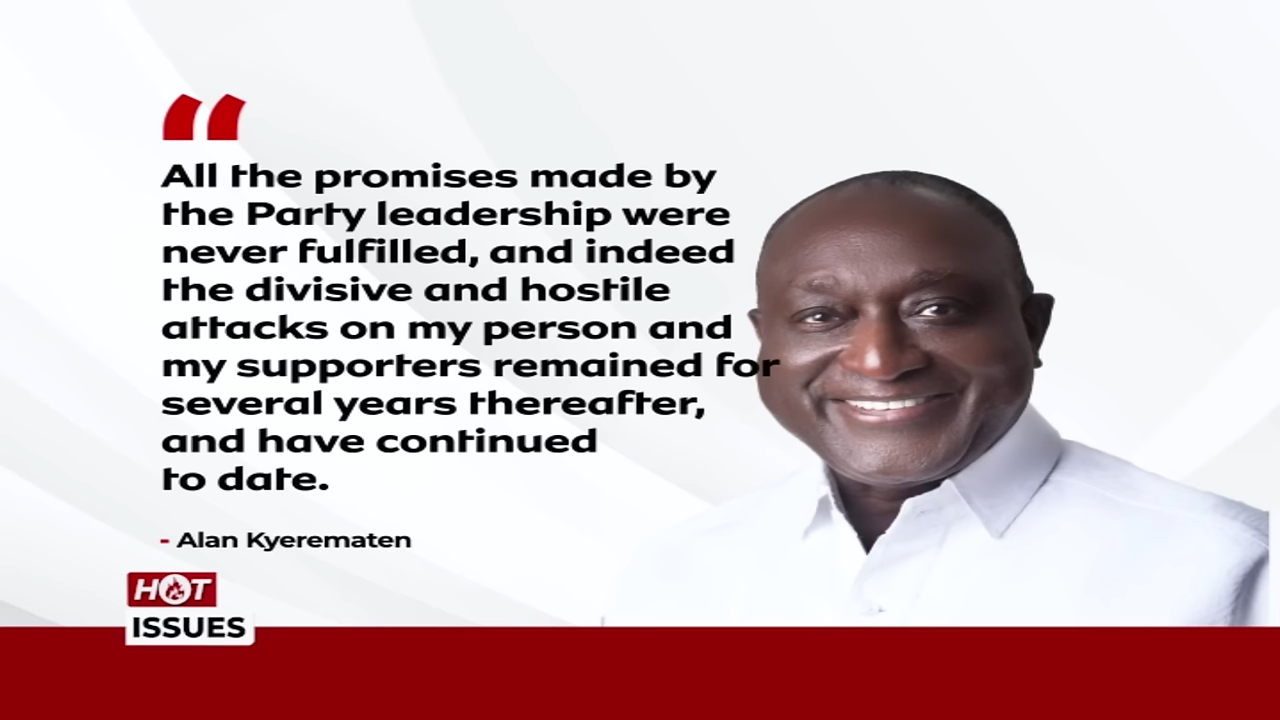 All the promises made by
the Party leadership were
never fulfilled, and indeed
the divisive and hostile
attacks on my person and
my supporters remained for
several years thereafter,
and have continued
to date.
- Alan Kyerematen
HOT
ISSUES